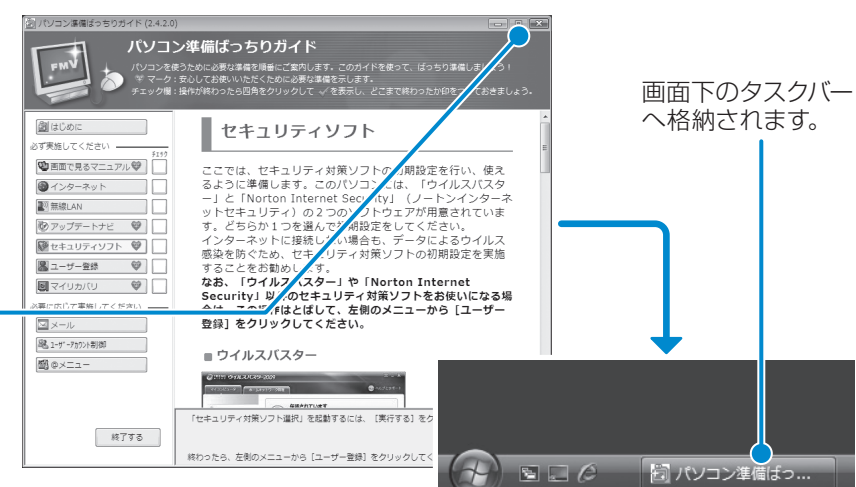 パソコン準備ばっちりガイド (2.4.2.0)
FMV
パソコン準備ばっちりガイド
パソコンを使うために必要な準備を順番にご案内します。このガイドを使って、ばっちり準備しましょう！
マーク：安心してお使いいただくために必要な準備を示します。
チェック欄：操作が終わったら四角をクリックして ✓を表示し、どこまで終わったか印をつけておきましょう。
画面下のタスクバー
へ格納されます。
はじめに
必ず実施してください
チェック
画面で見るマニュアル
インターネット
無線LAN
アップデートナビ
セキュリティソフト
ユーザー登録
マイリカバリ
必要に応じて実施してください
メール
ユーザーアカウント制御
@メニュー
終了する
セキュリティソフト
ここでは、セキュリティ対策ソフトの初期設定を行い、使え
るように準備します。このパソコンには、「ウイルスバスタ
ー」と「Norton Internet Security」（ノートンインターネ
ットセキュリティ）の２つのソフトウェアが用意されていま
す。どちらか１つを選んで初期設定をしてください。
インターネットに接続しない場合も、データによるウイルス
感染を防ぐため、セキュリティソフトの初期設定を実施
することをお勧めします。
なお、「ウイルスバスター」や「Norton Internet
Security」以外のセキュリティ対策ソフトをお使いになる場
合は、この操作はとばして、左側のメニューから［ユーザー
登録］をクリックしてください。
ウイルスバスター
ウイルスバスター2009
「セキュリティ対策ソフト選択」を起動するには、［実行する］をク
終わったら、左側のメニューから［ユーザー登録］をクリックしてく
パソコン準備ばっ...